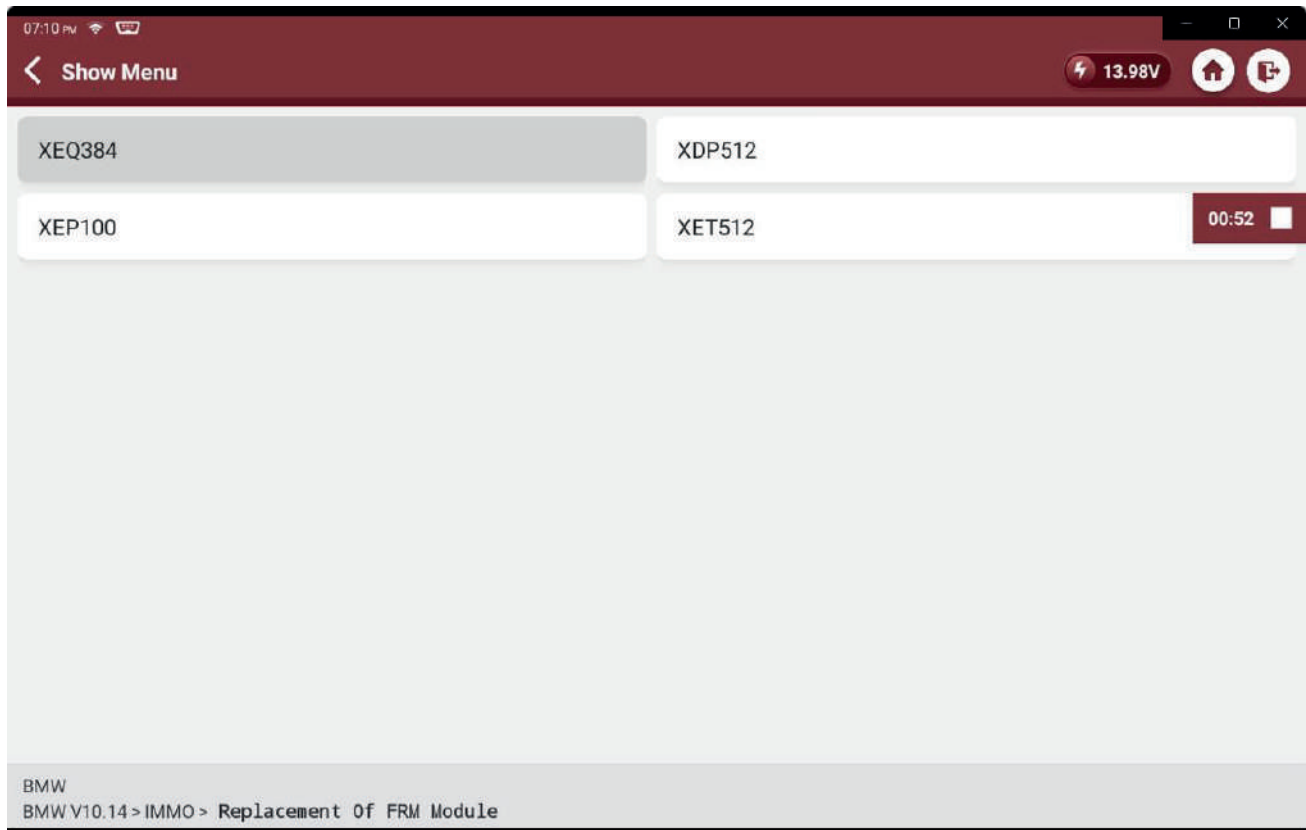 07:10 PM
Show Menu
13.98V
XEQ384
XDP512
XEP100
XET512
00:52
BMW
BMW V10.14 > IMMO > Replacement Of FRM Module